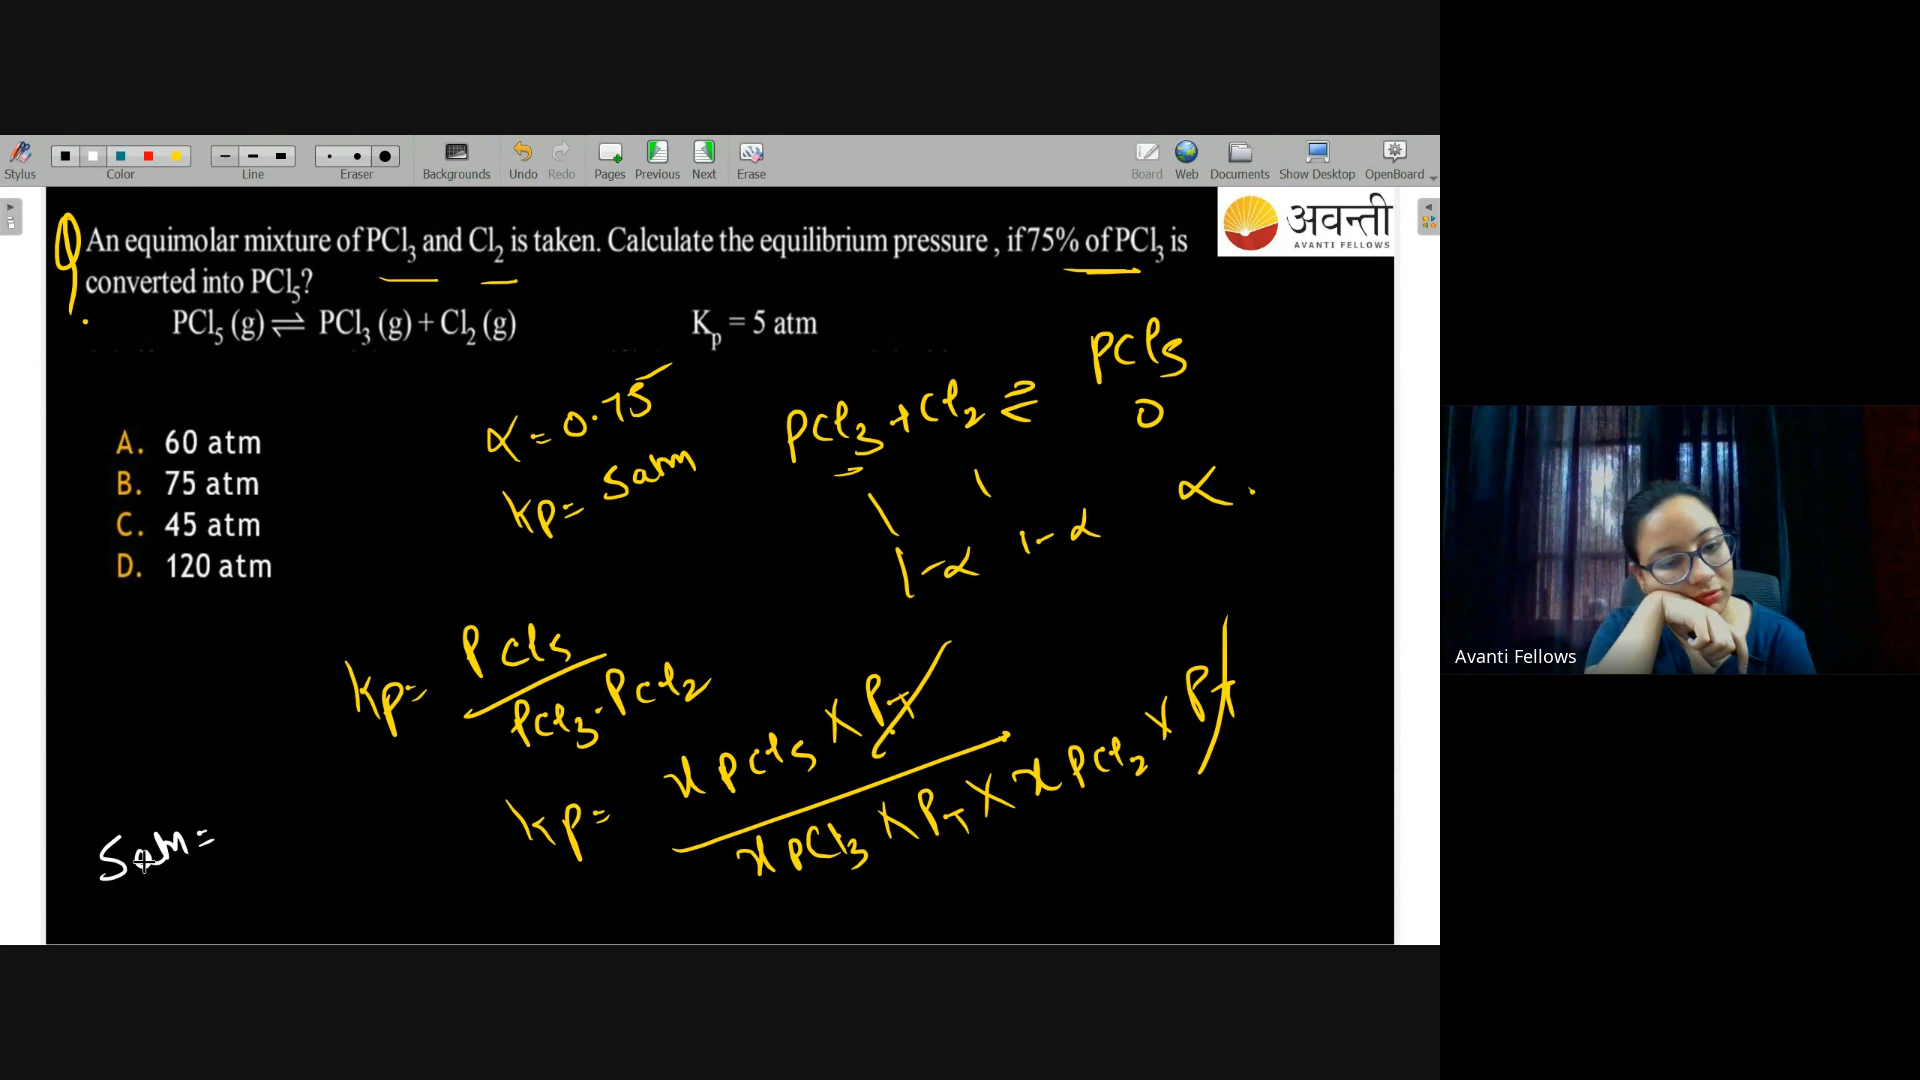 Stylus
Color
Line
Eraser
Backgrounds
Undo
Redo
Pages
Previous
Next
Erase
Board
Web
Documents
Show Desktop
OpenBoard
अवन्ती
AVANTI FELLOWS
Q An equimolar mixture of PCl3 and Cl2 is taken. Calculate the equilibrium pressure , if 75% of PCl3 is
converted into PCl5?
PCl5 (g) ⇌ PCl3 (g) + Cl2 (g) Kp = 5 atm
A. 60 atm
B. 75 atm
C. 45 atm
D. 120 atm
α = 0.75
kp = 5atm
PCl3 + Cl2 ⇌ PCl5
1 1 0
1-α 1-α α.
kp = PCl5 / PCl3 . PCl2
kp = x PCl5 × PT / x PCl3 × PT × x PCl2 × PT
5atm =
Avanti Fellows